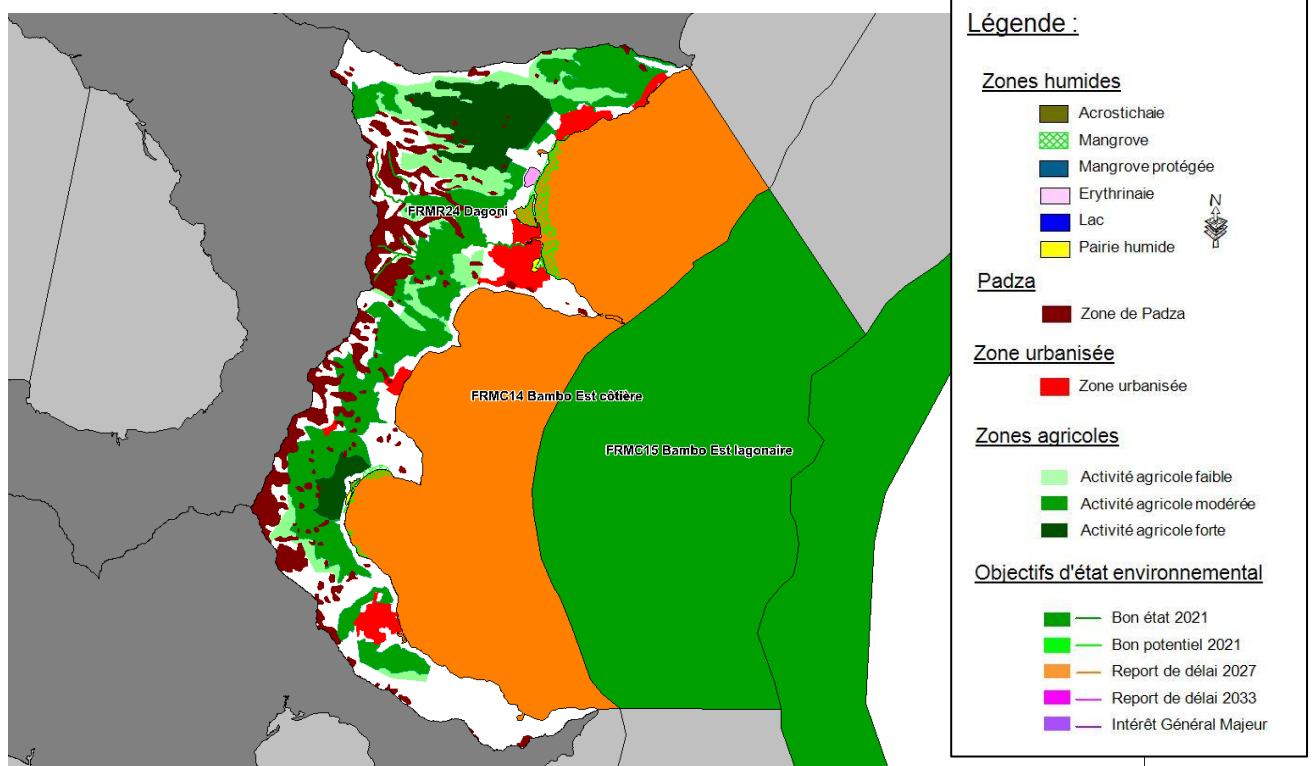 FRMR24 Dagoni
FRMC14 Bambo Est côtière
FRMC15 Bambo Est lagonaire
Légende :
Zones humides
Acrostichaie
Mangrove
Mangrove protégée
Erythrinaie
Lac
Pairie humide
N
Padza
Zone de Padza
Zone urbanisée
Zone urbanisée
Zones agricoles
Activité agricole faible
Activité agricole modérée
Activité agricole forte
Objectifs d'état environnemental
Bon état 2021
Bon potentiel 2021
Report de délai 2027
Report de délai 2033
Intérêt Général Majeur